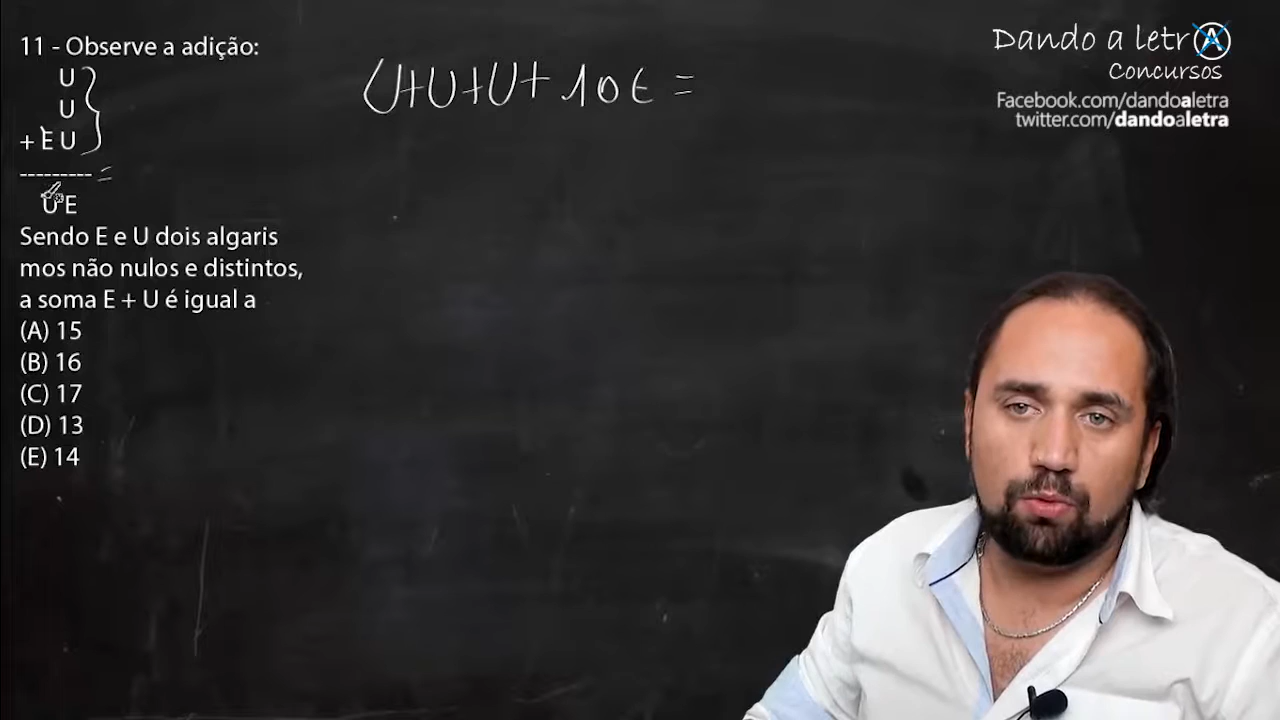 11 - Observe a adição:
U
U
+ E U
--------- =
U E
Sendo E e U dois algaris
mos não nulos e distintos,
a soma E + U é igual a
(A) 15
(B) 16
(C) 17
(D) 13
(E) 14
U+U+U+10E =
Dando a letrA
Concursos
Facebook.com/dandoaletra
twitter.com/dandoaletra